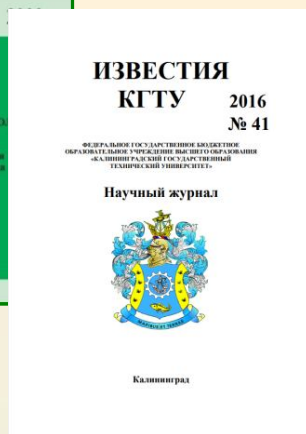 ИЗВЕСТИЯ
КГТУ
2016
№ 41
ФЕДЕРАЛЬНОЕ ГОСУДАРСТВЕННОЕ БЮДЖЕТНОЕ
ОБРАЗОВАТЕЛЬНОЕ УЧРЕЖДЕНИЕ ВЫСШЕГО ОБРАЗОВАНИЯ
«КАЛИНИНГРАДСКИЙ ГОСУДАРСТВЕННЫЙ
ТЕХНИЧЕСКИЙ УНИВЕРСИТЕТ»
Научный журнал
Калининград